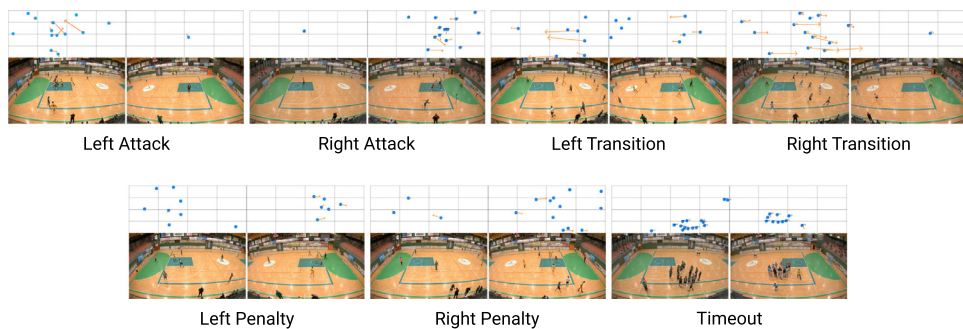 Left Attack
Right Attack
Left Transition
Right Transition
Left Penalty
Right Penalty
Timeout